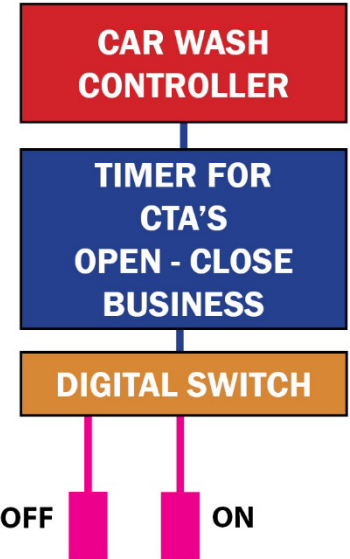 CAR WASH
CONTROLLER
TIMER FOR
CTA'S
OPEN - CLOSE
BUSINESS
DIGITAL SWITCH
OFF
ON